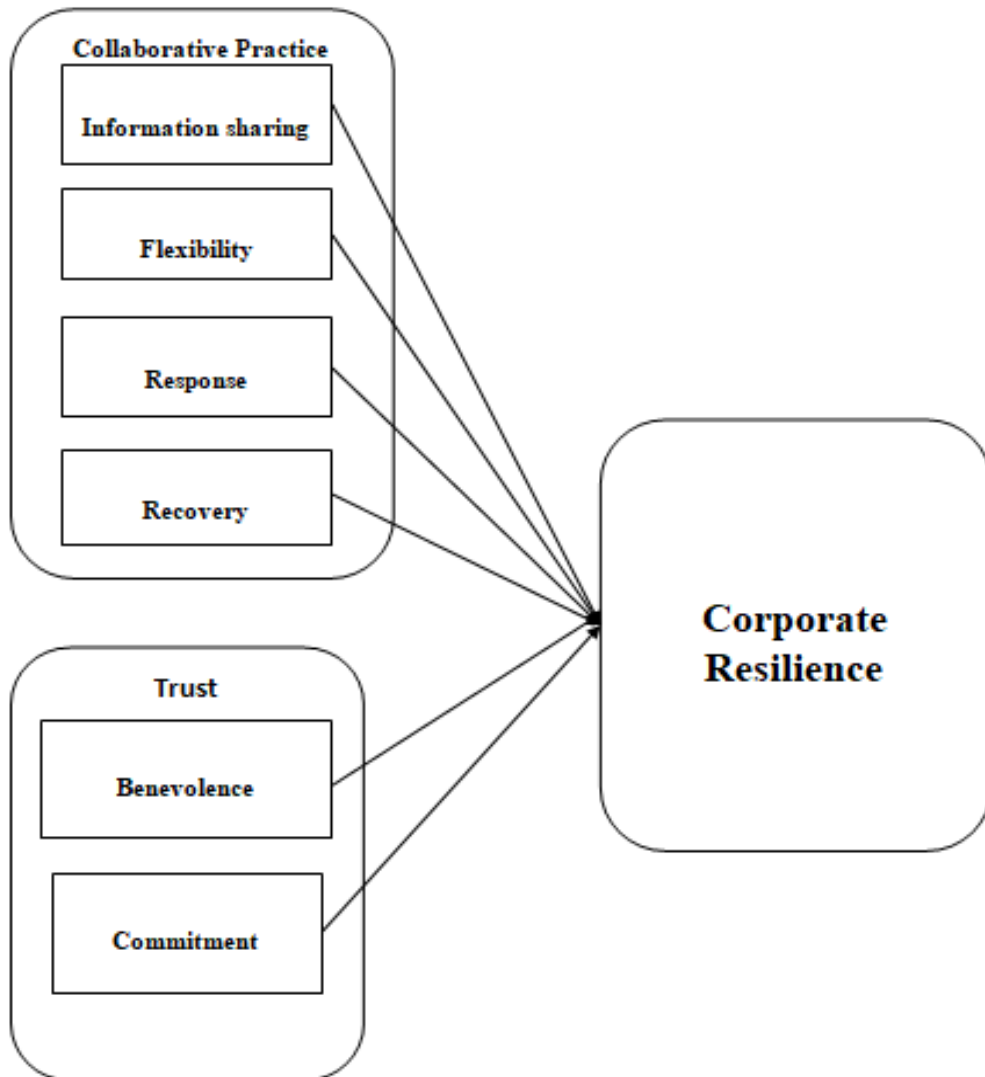 Collaborative Practice
Information sharing
Flexibility
Response
Recovery
Trust
Benevolence
Commitment
Corporate
Resilience